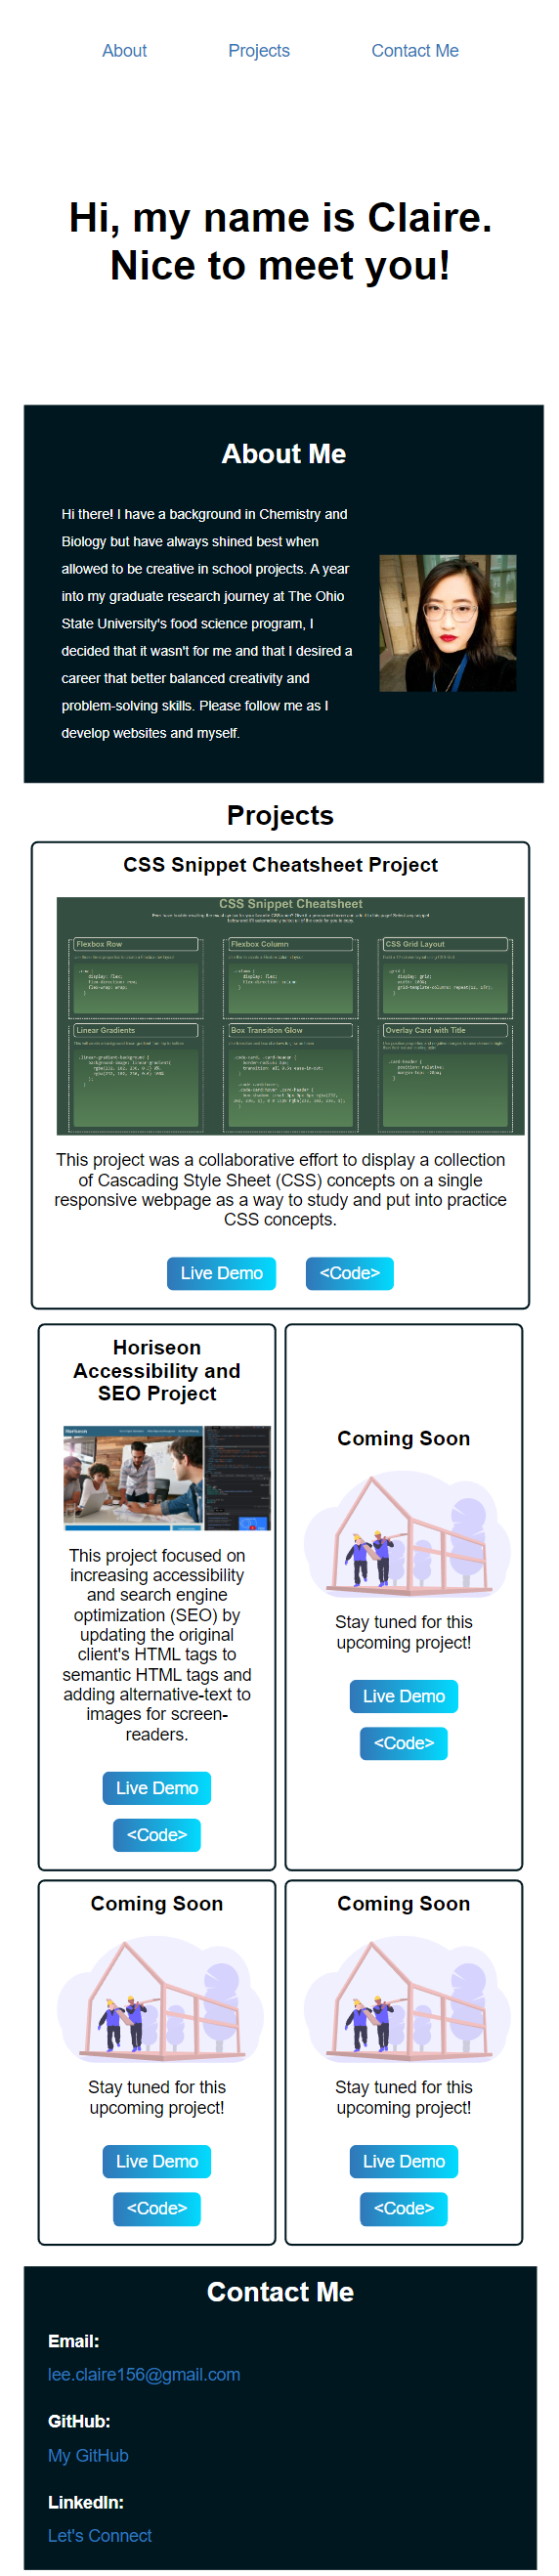 About Projects Contact Me
Hi, my name is Claire.
Nice to meet you!
About Me
Hi there! I have a background in Chemistry and
Biology but have always shined best when
allowed to be creative in school projects. A year
into my graduate research journey at The Ohio
State University's food science program, I
decided that it wasn't for me and that I desired a
career that better balanced creativity and
problem-solving skills. Please follow me as I
develop websites and myself.
Projects
CSS Snippet Cheatsheet Project
CSS Snippet Cheatsheet
Flexbox Row
Flexbox Column
CSS Grid Layout
Linear Gradients
Box Transition Glow
Overlay Card with Title
This project was a collaborative effort to display a collection
of Cascading Style Sheet (CSS) concepts on a single
responsive webpage as a way to study and put into practice
CSS concepts.
Live Demo <Code>
Horiseon
Accessibility and
SEO Project
Horiseon
This project focused on
increasing accessibility
and search engine
optimization (SEO) by
updating the original
client's HTML tags to
semantic HTML tags and
adding alternative-text to
images for screen-
readers.
Live Demo
<Code>
Coming Soon
Stay tuned for this
upcoming project!
Live Demo
<Code>
Coming Soon
Stay tuned for this
upcoming project!
Live Demo
<Code>
Coming Soon
Stay tuned for this
upcoming project!
Live Demo
<Code>
Contact Me
Email:
lee.claire156@gmail.com
GitHub:
My GitHub
LinkedIn:
Let's Connect